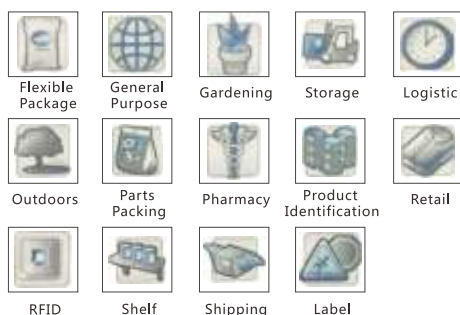 Flexible Package
General Purpose
Gardening
Storage
Logistic
Outdoors
Parts Packing
Pharmacy
Product Identification
Retail
RFID
Shelf
Shipping
Label